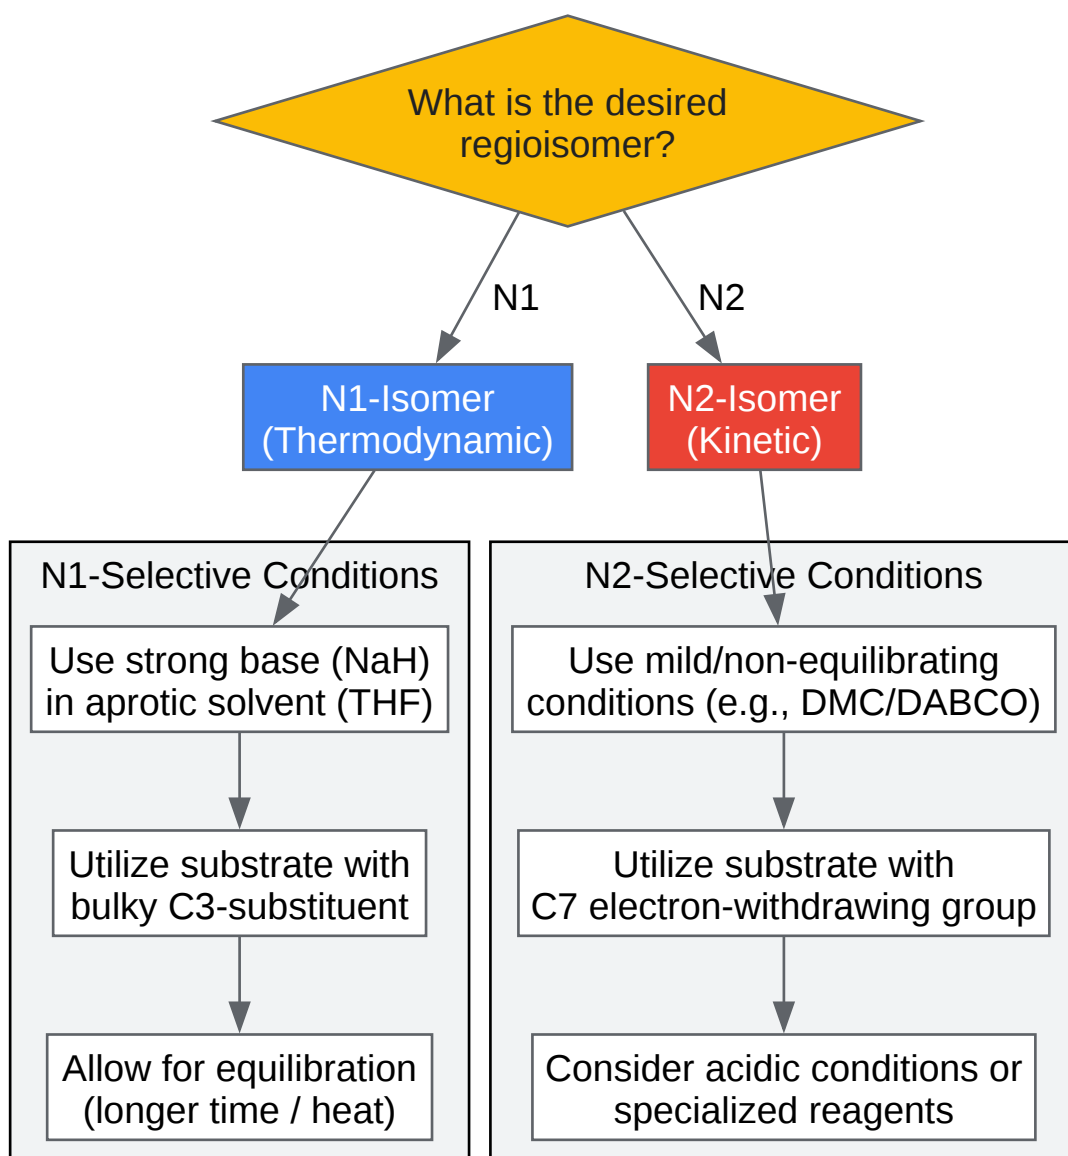 What is the desired
regioisomer?
N1
N2
N1-Isomer
(Thermodynamic)
N2-Isomer
(Kinetic)
N1-Selective Conditions
Use strong base (NaH)
in aprotic solvent (THF)
Utilize substrate with
bulky C3-substituent
Allow for equilibration
(longer time / heat)
N2-Selective Conditions
Use mild/non-equilibrating
conditions (e.g., DMC/DABCO)
Utilize substrate with
C7 electron-withdrawing group
Consider acidic conditions or
specialized reagents